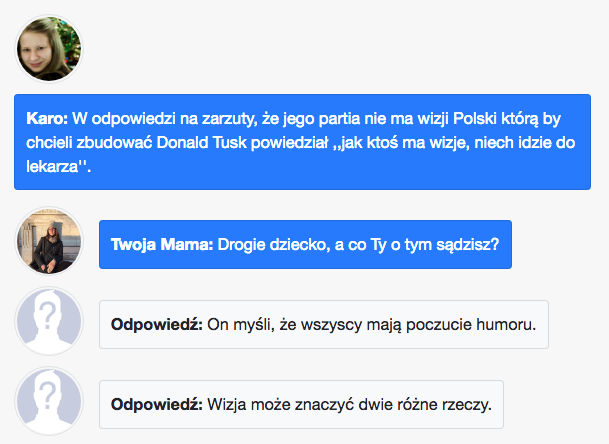 Karo: W odpowiedzi na zarzuty, że jego partia nie ma wizji Polski którą by
chcieli zbudować Donald Tusk powiedział ,,jak ktoś ma wizje, niech idzie do
lekarza''.
Twoja Mama: Drogie dziecko, a co Ty o tym sądzisz?
Odpowiedź: On myśli, że wszyscy mają poczucie humoru.
Odpowiedź: Wizja może znaczyć dwie różne rzeczy.